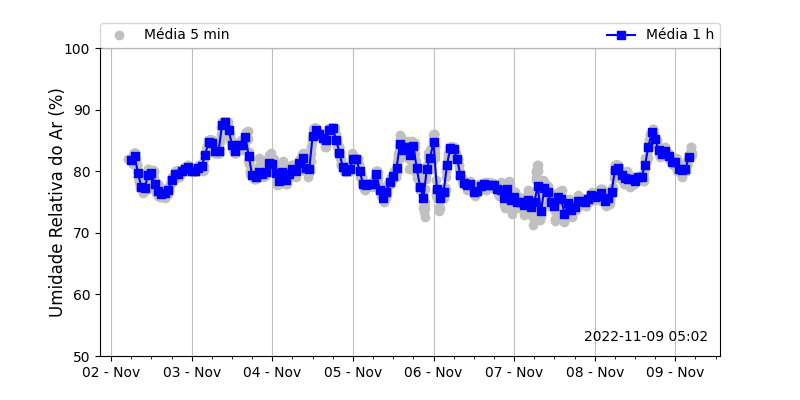 Média 5 min
Média 1 h
Umidade Relativa do Ar (%)
100
90
80
70
60
50
2022-11-09 05:02
02 - Nov
03 - Nov
04 - Nov
05 - Nov
06 - Nov
07 - Nov
08 - Nov
09 - Nov